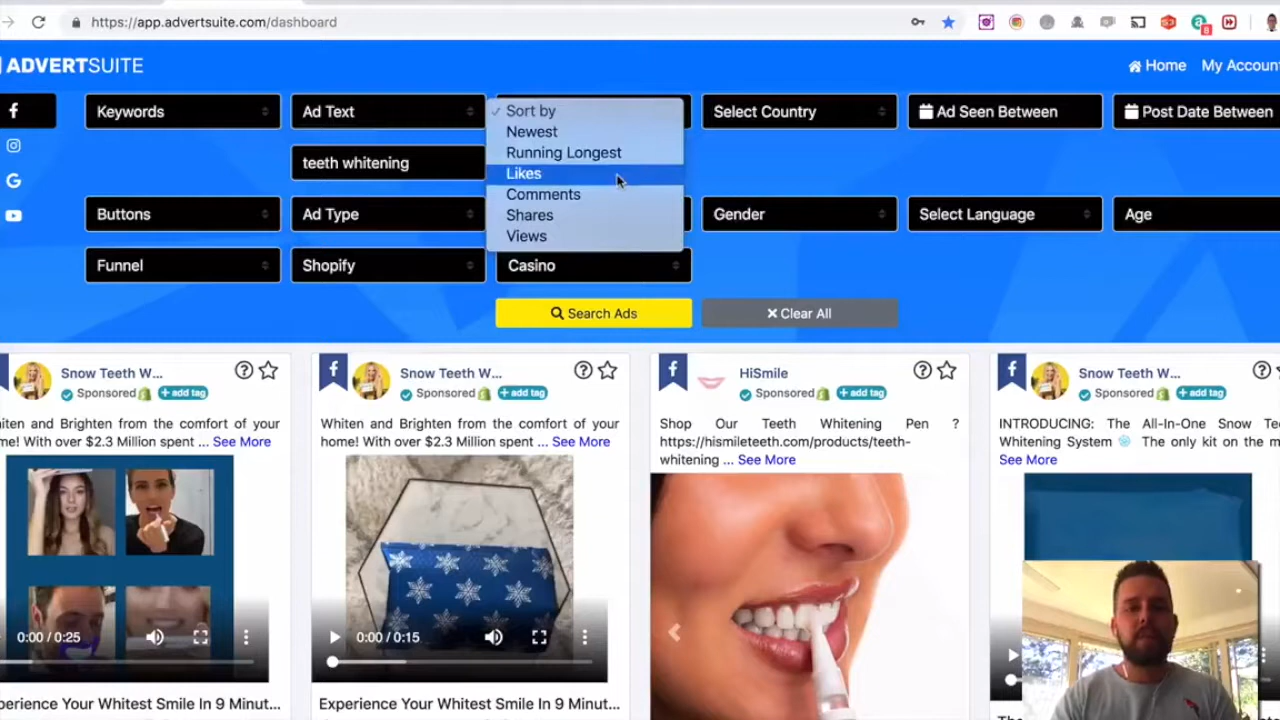 https://app.advertsuite.com/dashboard
8
ADVERTSUITE
Home
My Account
Keywords
Ad Text
Sort by
Newest
Running Longest
Likes
Comments
Shares
Views
Select Country
Ad Seen Between
Post Date Between
teeth whitening
Buttons
Ad Type
Gender
Select Language
Age
Funnel
Shopify
Casino
Search Ads
Clear All
Snow Teeth W...
Sponsored
+ add tag
iten and Brighten from the comfort of your
home! With over $2.3 Million spent ... See More
0:00 / 0:25
perience Your Whitest Smile In 9 Minut...
Snow Teeth W...
Sponsored
+ add tag
Whiten and Brighten from the comfort of your
home! With over $2.3 Million spent ... See More
0:00 / 0:15
Experience Your Whitest Smile In 9 Minut...
HiSmile
Sponsored
+ add tag
Shop Our Teeth Whitening Pen ?
https://hismileteeth.com/products/teeth-
whitening ... See More
Snow Teeth W...
Sponsored
+ add tag
INTRODUCING: The All-In-One Snow Tee
Whitening System The only kit on the m
See More